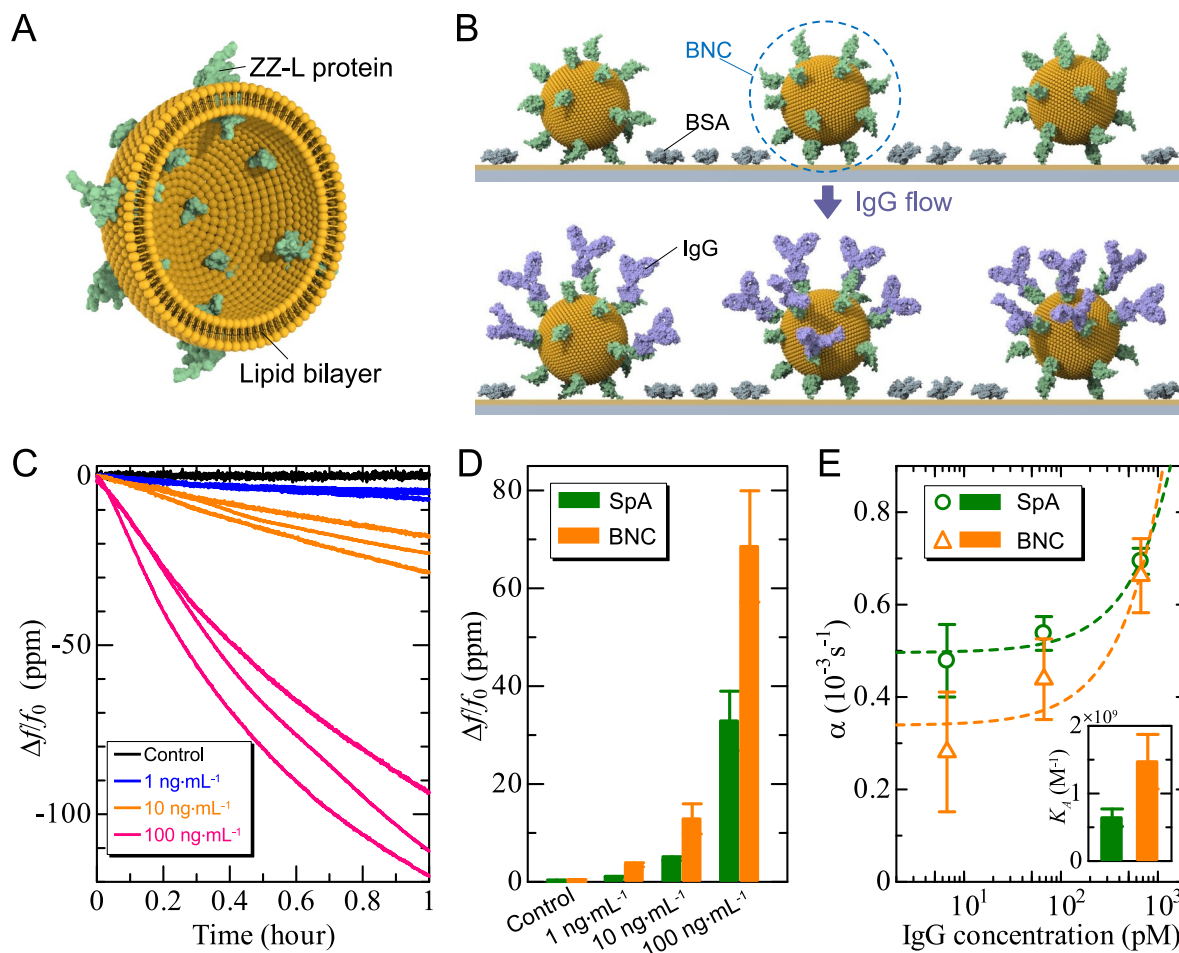 A
ZZ-L protein
Lipid bilayer
B
BNC
BSA
IgG flow
IgG
C
0
-50
-100
Δf/f₀ (ppm)
Control
1 ng·mL⁻¹
10 ng·mL⁻¹
100 ng·mL⁻¹
0 0.2 0.4 0.6 0.8 1
Time (hour)
D
80
60
40
20
0
Δf/f₀ (ppm)
SpA
BNC
Control
1 ng·mL⁻¹
10 ng·mL⁻¹
100 ng·mL⁻¹
E
0.8
0.6
0.4
0.2
α (10⁻³ s⁻¹)
SpA
BNC
2 ×10⁹
1
0
K_A (M⁻¹)
10¹ 10² 10³
IgG concentration (pM)